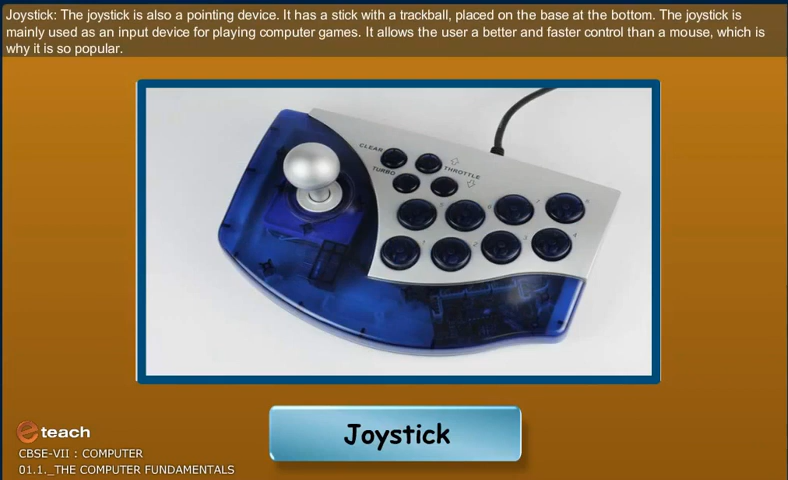 Joystick: The joystick is also a pointing device. It has a stick with a trackball, placed on the base at the bottom. The joystick is
mainly used as an input device for playing computer games. It allows the user a better and faster control than a mouse, which is
why it is so popular.
CLEAR
TURBO
THROTTLE
Joystick
e teach
CBSE-VII : COMPUTER
01.1._THE COMPUTER FUNDAMENTALS